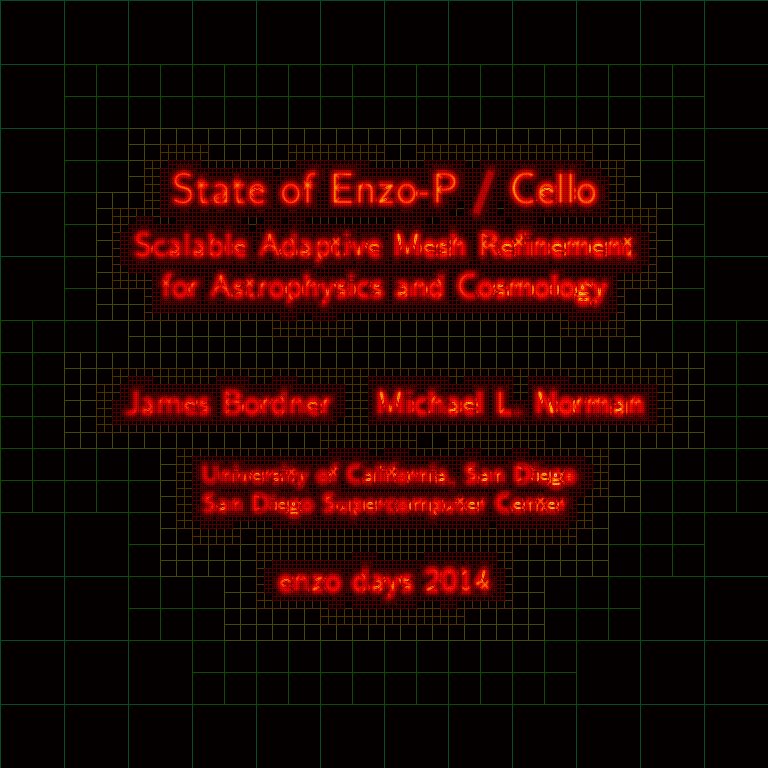 State of Enzo-P / Cello
Scalable Adaptive Mesh Refinement
for Astrophysics and Cosmology
James Bordner Michael L. Norman
University of California, San Diego
San Diego Supercomputer Center
enzo days 2014